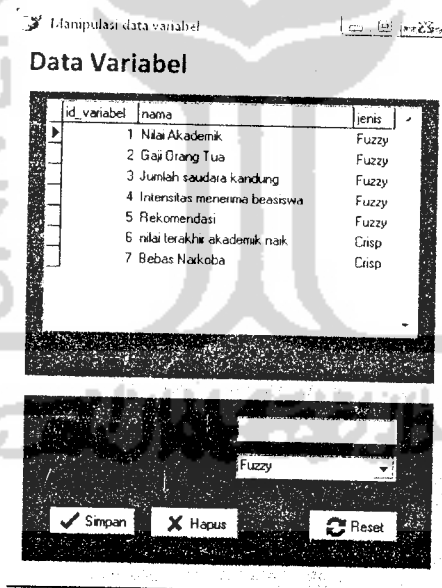 Manipulasi data variabel
Data Variabel
id_variabel nama jenis
1 Nilai Akademik Fuzzy
2 Gaji Orang Tua Fuzzy
3 Jumlah saudara kandung Fuzzy
4 Intensitas menerima beasiswa Fuzzy
5 Rekomendasi Fuzzy
6 nilai terakhir akademik naik Crisp
7 Bebas Narkoba Crisp
Fuzzy
Simpan Hapus Reset